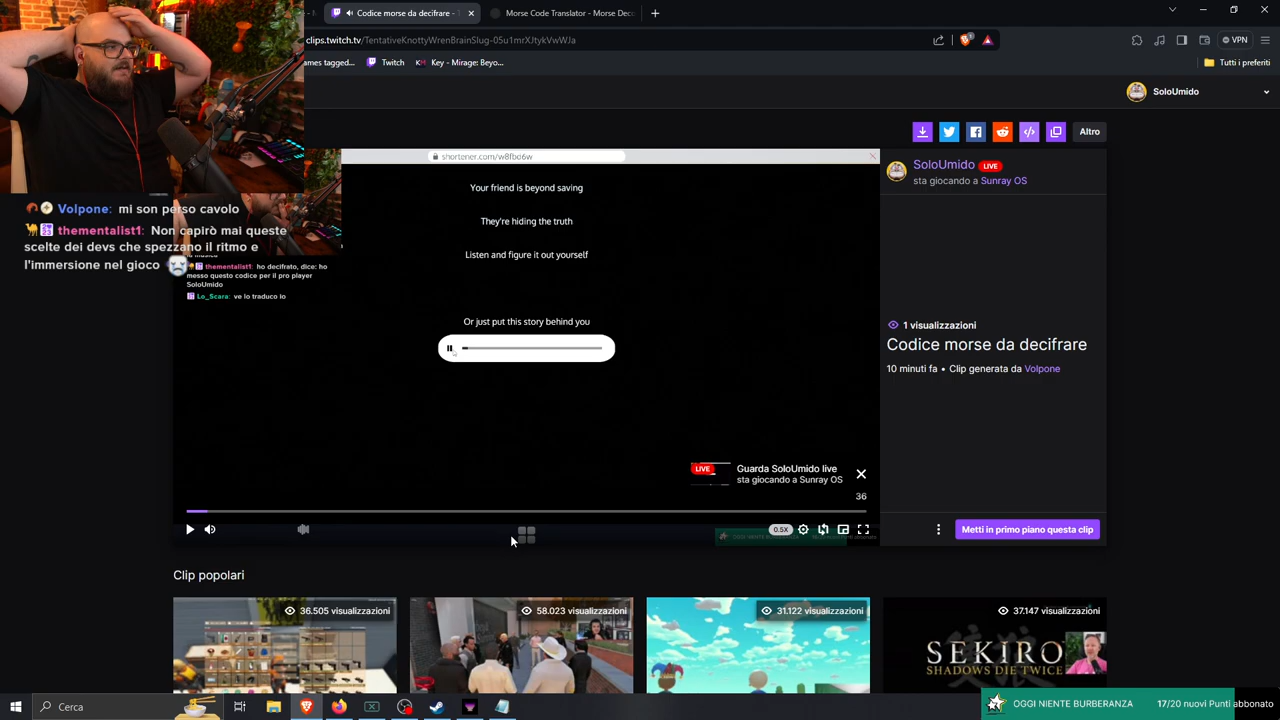 Codice morse da decifrare -
Morse Code Translator - Morse Dec
clips.twitch.tv/TentativeKnottyWrenBrainSlug-05u1mrXJtykVwWJa
VPN
ames tagged...
Twitch
Key - Mirage: Beyo...
Tutti i preferiti
SoloUmido
Altro
shortener.com/w8fbd6w
SoloUmido LIVE
sta giocando a Sunray OS
Your friend is beyond saving
They're hiding the truth
Listen and figure it out yourself
Or just put this story behind you
Volpone: mi son perso cavolo
thementalist1: Non capirò mai queste
scelte dei devs che spezzano il ritmo e
l'immersione nel gioco
thementalist1: ho decifrato, dice: ho
messo questo codice per il pro player
SoloUmido
Lo_Scara: ve lo traduco io
1 visualizzazioni
Codice morse da decifrare
10 minuti fa • Clip generata da Volpone
LIVE
Guarda SoloUmido live
sta giocando a Sunray OS
36
0.5X
Metti in primo piano questa clip
Clip popolari
36.505 visualizzazioni
58.023 visualizzazioni
31.122 visualizzazioni
37.147 visualizzazioni
SEKIRO
SHADOWS DIE TWICE
Cerca
OGGI NIENTE BURBERANZA
17/20 nuovi Punti abbonato